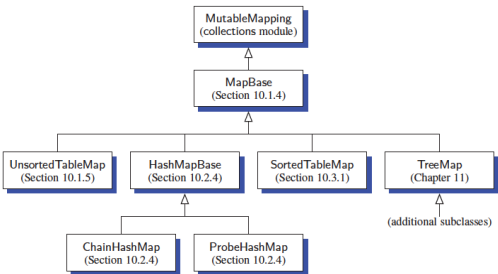 MutableMapping
(collections module)
MapBase
(Section 10.1.4)
UnsortedTableMap
(Section 10.1.5)
HashMapBase
(Section 10.2.4)
SortedTableMap
(Section 10.3.1)
TreeMap
(Chapter 11)
(additional subclasses)
ChainHashMap
(Section 10.2.4)
ProbeHashMap
(Section 10.2.4)